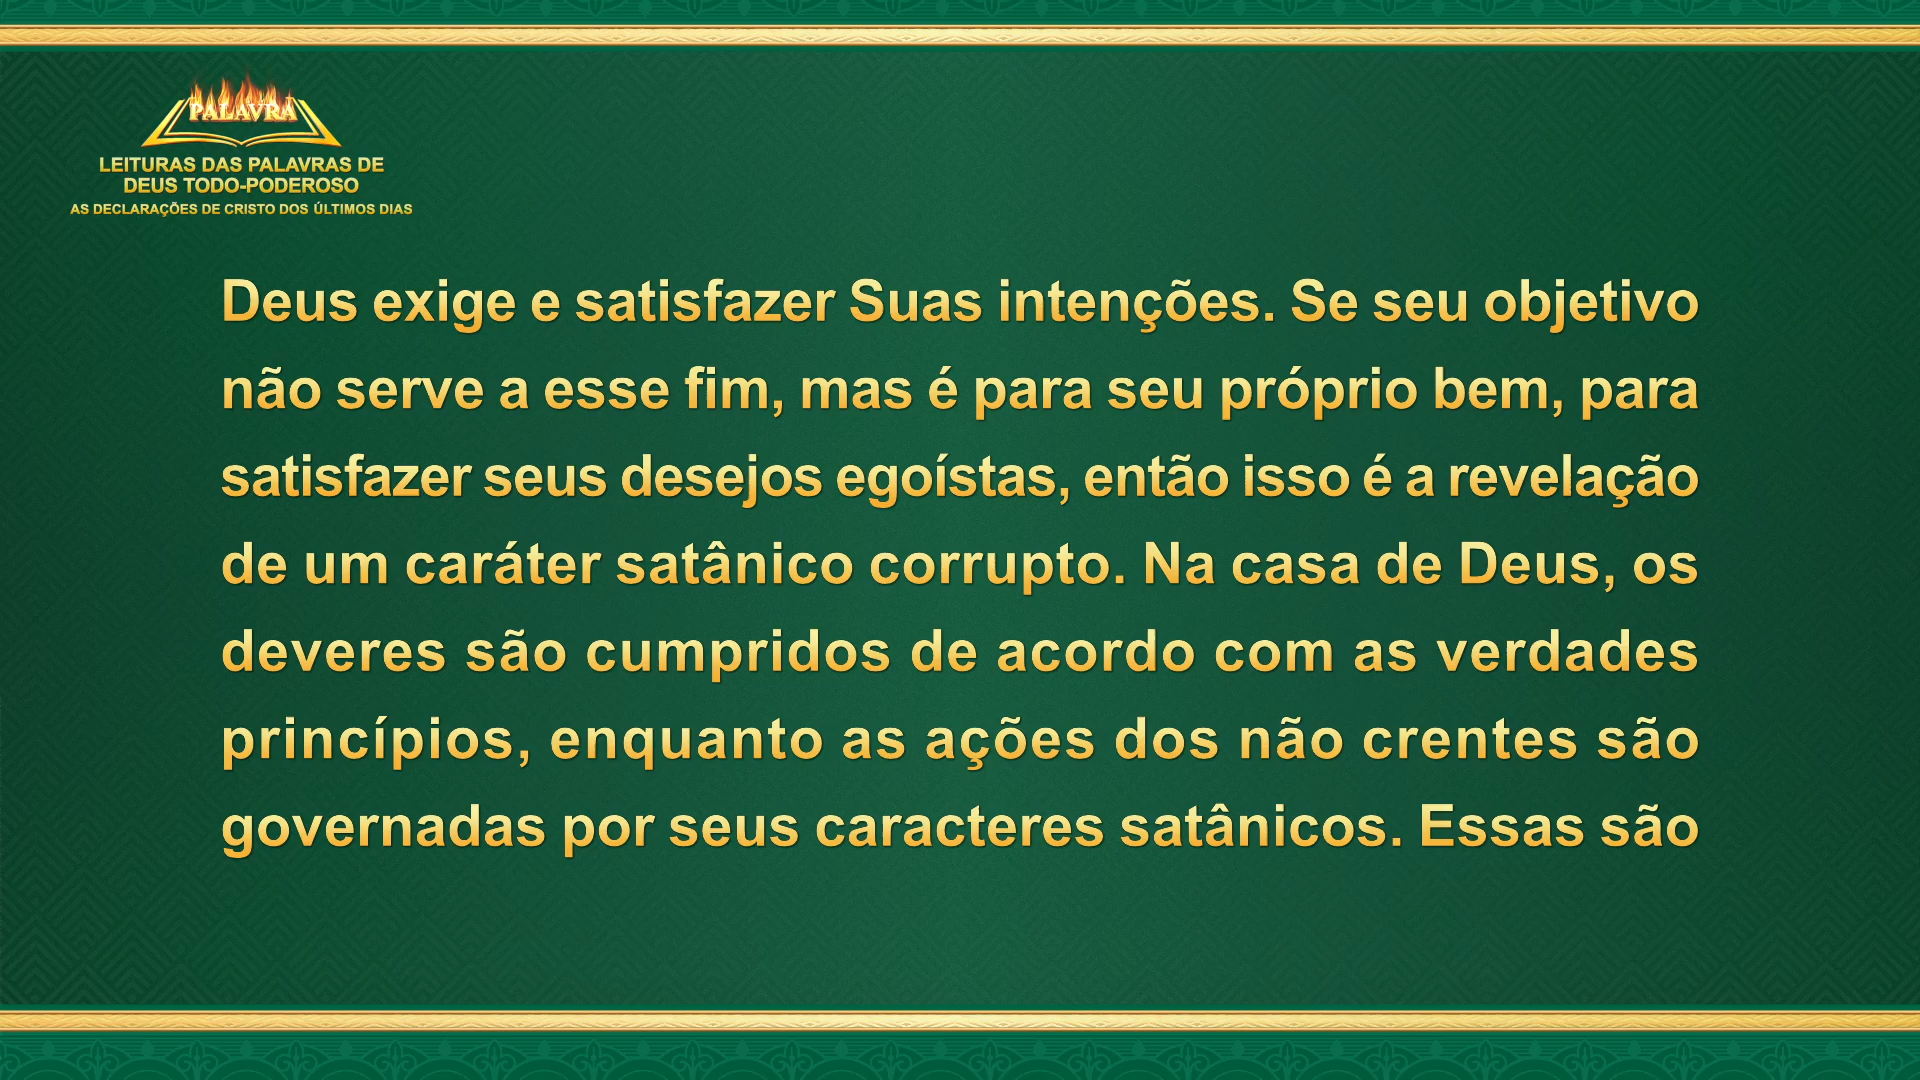 PALAVRA
LEITURAS DAS PALAVRAS DE
DEUS TODO-PODEROSO
AS DECLARAÇÕES DE CRISTO DOS ÚLTIMOS DIAS
Deus exige e satisfazer Suas intenções. Se seu objetivo
não serve a esse fim, mas é para seu próprio bem, para
satisfazer seus desejos egoístas, então isso é a revelação
de um caráter satânico corrupto. Na casa de Deus, os
deveres são cumpridos de acordo com as verdades
princípios, enquanto as ações dos não crentes são
governadas por seus caracteres satânicos. Essas são